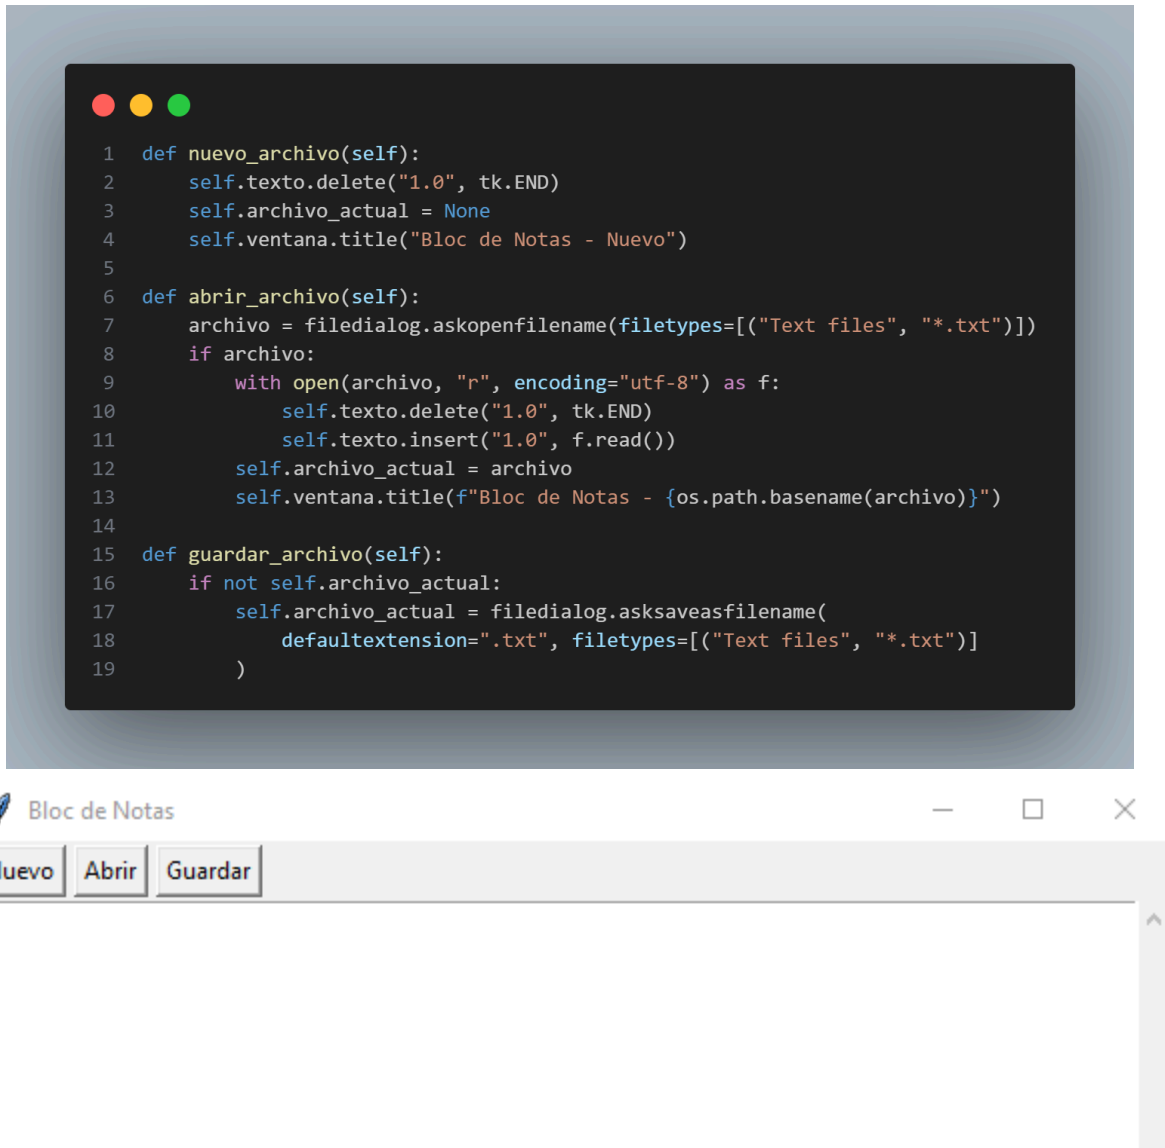 1 def nuevo_archivo(self):
2     self.texto.delete("1.0", tk.END)
3     self.archivo_actual = None
4     self.ventana.title("Bloc de Notas - Nuevo")
5
6 def abrir_archivo(self):
7     archivo = filedialog.askopenfilename(filetypes=[("Text files", "*.txt")])
8     if archivo:
9         with open(archivo, "r", encoding="utf-8") as f:
10             self.texto.delete("1.0", tk.END)
11             self.texto.insert("1.0", f.read())
12         self.archivo_actual = archivo
13         self.ventana.title(f"Bloc de Notas - {os.path.basename(archivo)}")
14
15 def guardar_archivo(self):
16     if not self.archivo_actual:
17         self.archivo_actual = filedialog.asksaveasfilename(
18             defaultextension=".txt", filetypes=[("Text files", "*.txt")]
19         )
Bloc de Notas
uevo Abrir Guardar